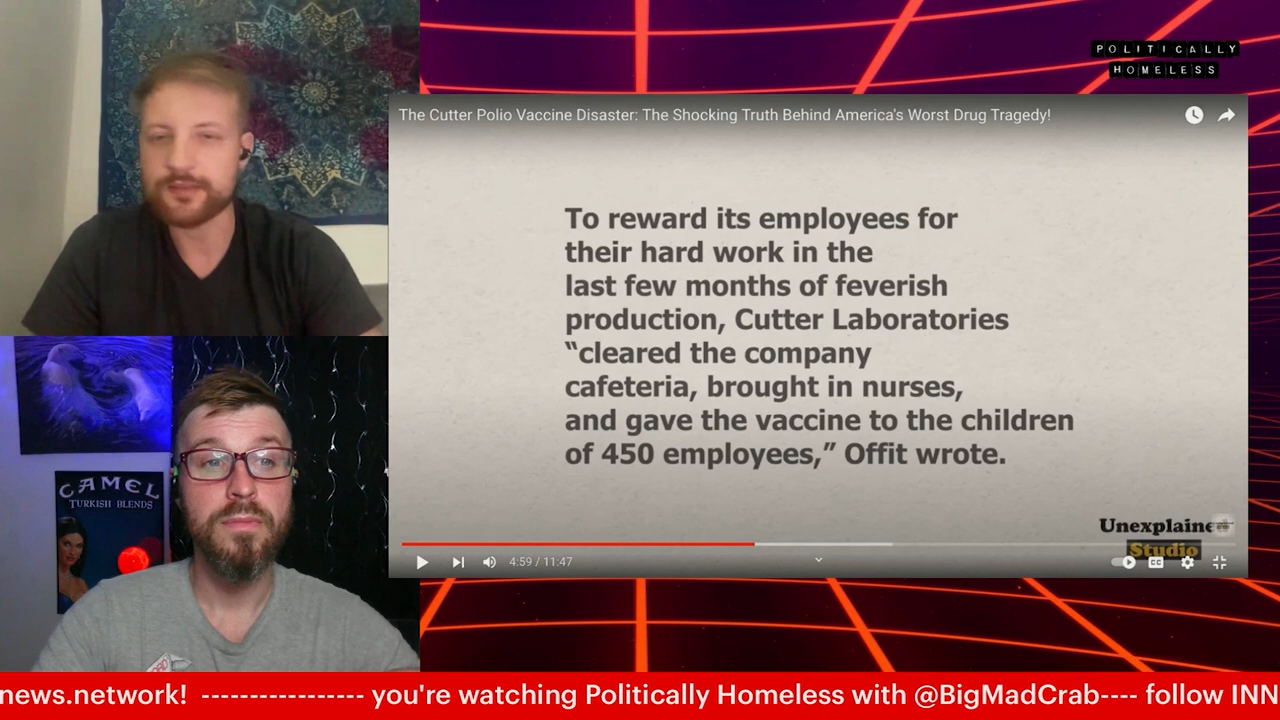 POLITICALLY
HOMELESS
The Cutter Polio Vaccine Disaster: The Shocking Truth Behind America's Worst Drug Tragedy!
To reward its employees for
their hard work in the
last few months of feverish
production, Cutter Laboratories
“cleared the company
cafeteria, brought in nurses,
and gave the vaccine to the children
of 450 employees,” Offit wrote.
Studio
4:59 / 11:47
CC
CAMEL
TURKISH BLENDS
news.network! ----------------- you're watching Politically Homeless with @BigMadCrab---- follow INN